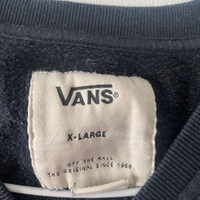 VANS®
X-LARGE
"OFF THE WALL"
THE ORIGINAL SINCE 1966